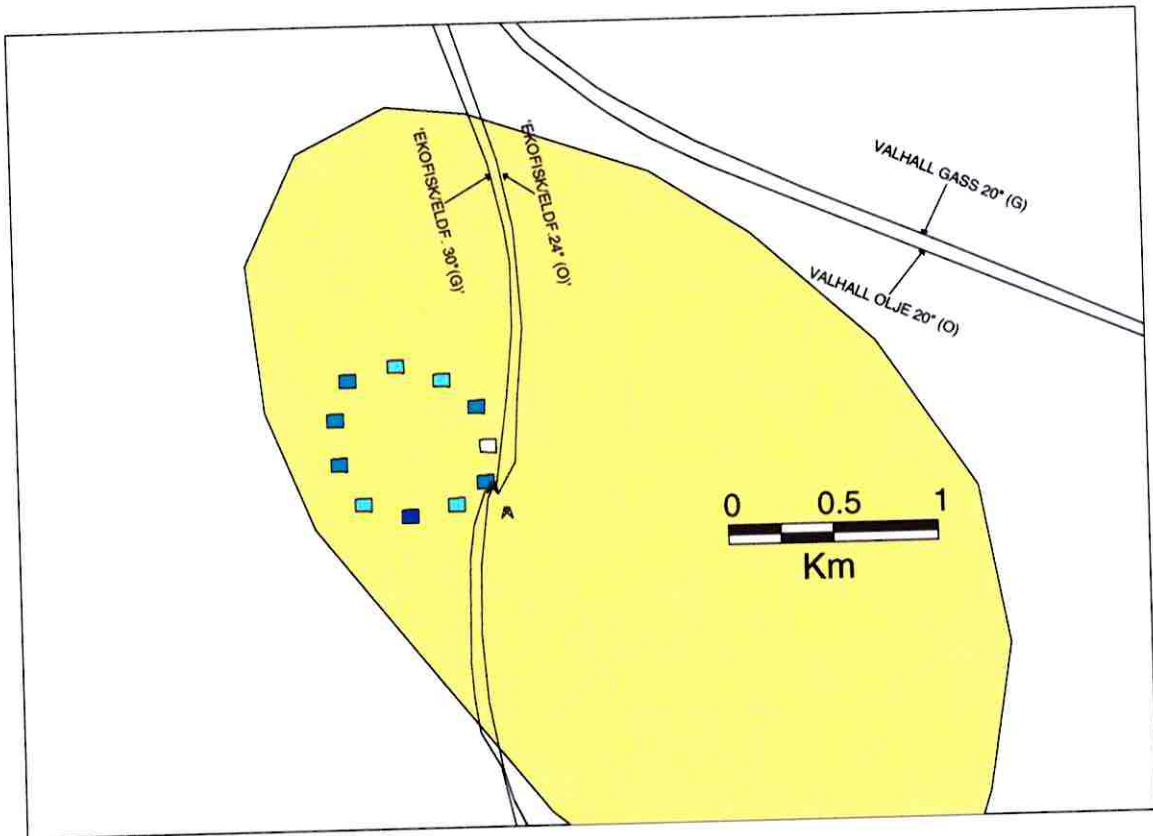 'EKOFISK/ELDF. 30"(G)'
'EKOFISK/ELDF.24" (O)'
VALHALL GASS 20" (G)
VALHALL OLJE 20" (O)
0 0.5 1
Km